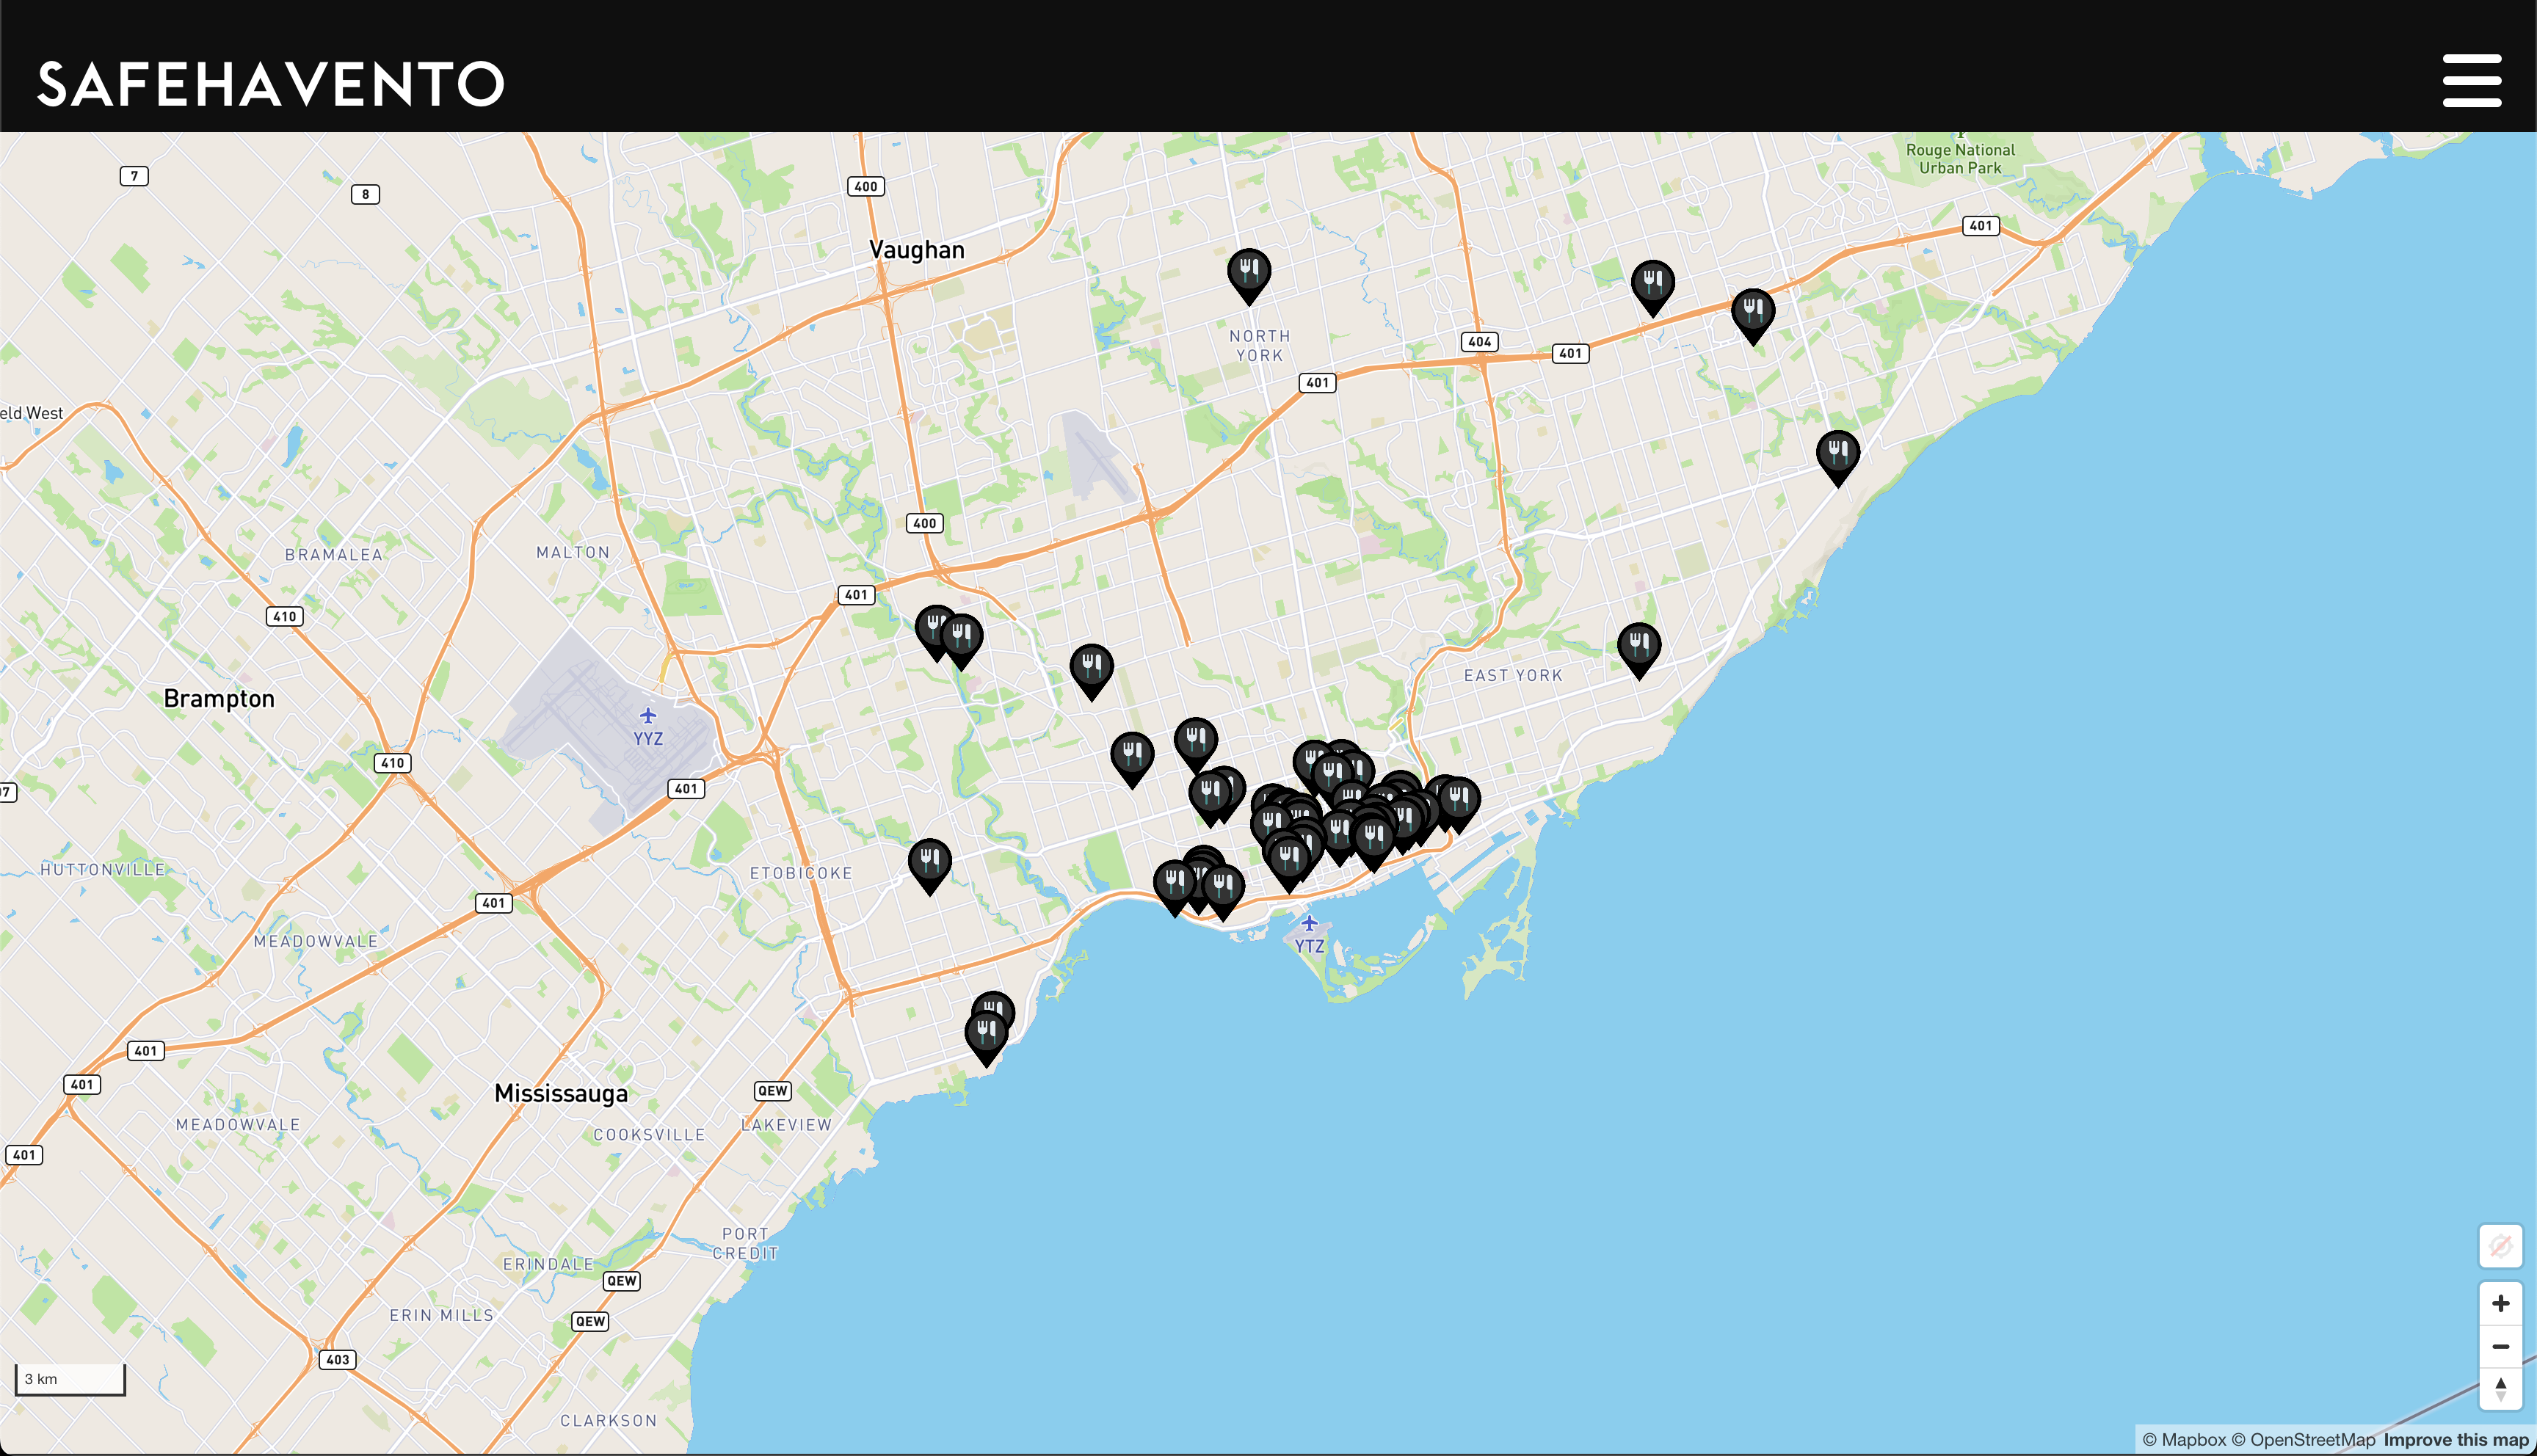 SAFEHAVENTO
Rouge National
Urban Park
7
8
400
401
Vaughan
NORTH
YORK
404
401
401
eld West
400
BRAMALEA
MALTON
401
410
EAST YORK
Brampton
YYZ
410
401
97
HUTTONVILLE
ETOBICOKE
401
MEADOWVALE
YTZ
401
401
Mississauga
QEW
MEADOWVALE
LAKEVIEW
COOKSVILLE
401
PORT
CREDIT
ERINDALE
QEW
ERIN MILLS
QEW
403
3 km
CLARKSON
© Mapbox © OpenStreetMap Improve this map